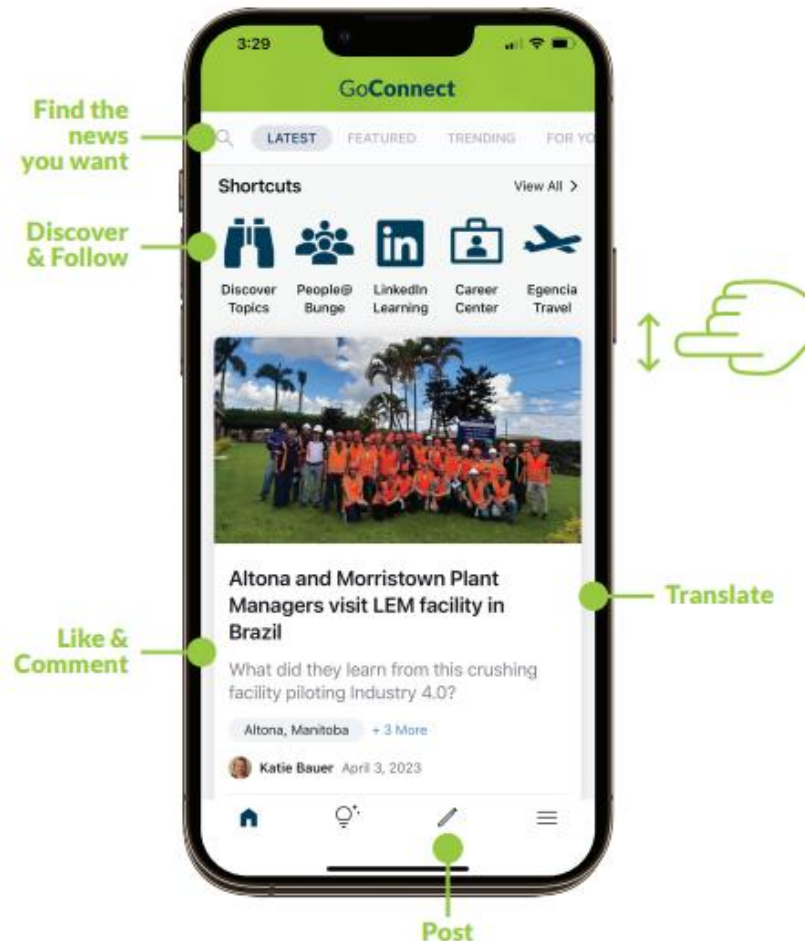 3:29
GoConnect
Find the
news
you want
LATEST FEATURED TRENDING FOR YO
Shortcuts View All >
Discover
& Follow
in
Discover
Topics
People@
Bunge
LinkedIn
Learning
Career
Center
Egencia
Travel
Altona and Morristown Plant
Managers visit LEM facility in
Brazil
Translate
Like &
Comment
What did they learn from this crushing
facility piloting Industry 4.0?
Altona, Manitoba + 3 More
Katie Bauer April 3, 2023
Post